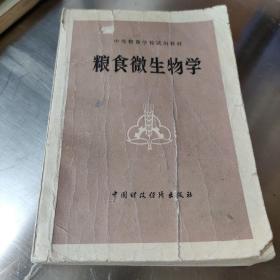 中等粮食学校试用教材
粮食微生物学
中国财政经济出版社